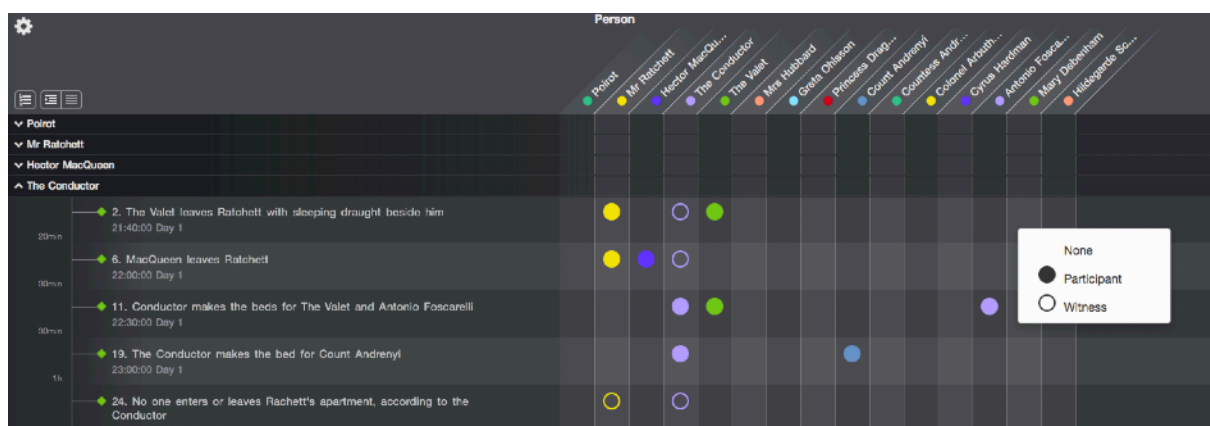 Person
Poirot
Mr Ratchett
Hector MacQu...
The Conductor
The Valet
Mrs Hubbard
Greta Ohlsson
Princess Drag...
Count Andrenyi
Countess Andr...
Colonel Arbuth...
Cyrus Hardman
Antonio Fosca...
Mary Debenham
Hildegarde Sc...
Poirot
Mr Ratchett
Hector MacQueen
The Conductor
2. The Valet leaves Ratchett with sleeping draught beside him
21:40:00 Day 1
20min
6. MacQueen leaves Ratchett
22:00:00 Day 1
30min
11. Conductor makes the beds for The Valet and Antonio Foscarelli
22:30:00 Day 1
30min
19. The Conductor makes the bed for Count Andrenyi
23:00:00 Day 1
1h
24. No one enters or leaves Rachett's apartment, according to the
Conductor
None
Participant
Witness